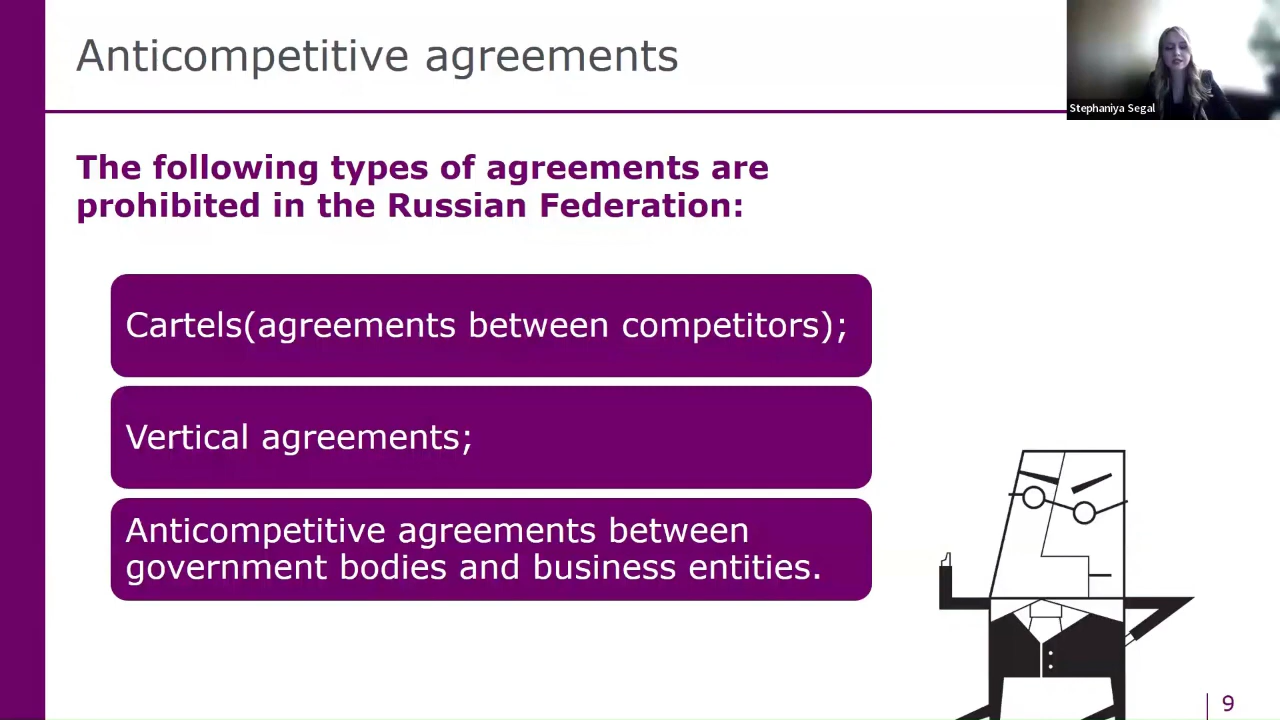 Anticompetitive agreements
Stephaniya Segal
The following types of agreements are
prohibited in the Russian Federation:
Cartels(agreements between competitors);
Vertical agreements;
Anticompetitive agreements between
government bodies and business entities.
9